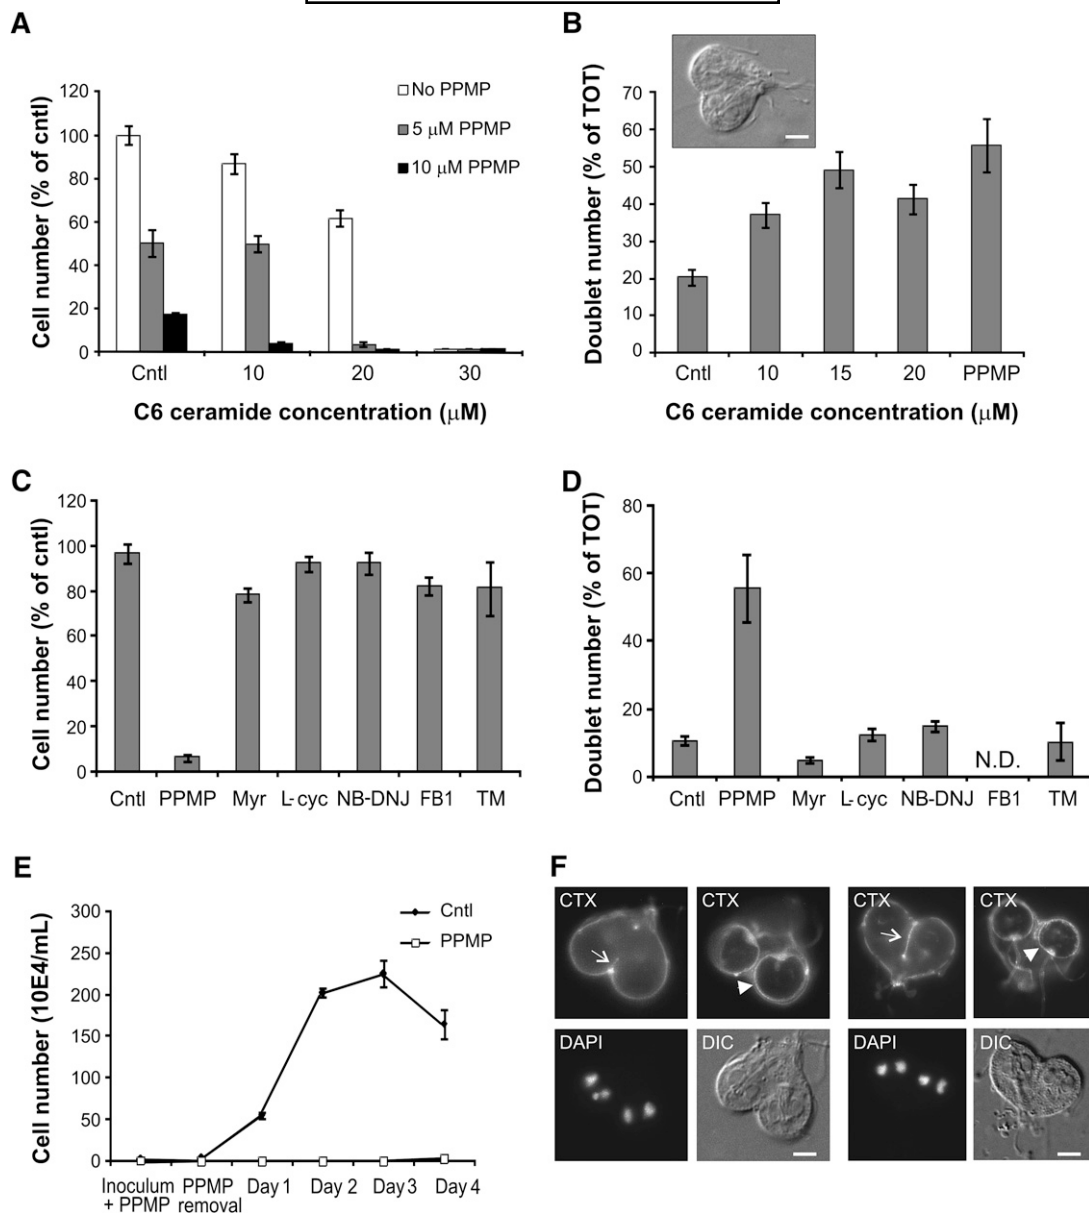 A
Cell number (% of cntl)
120
100
80
60
40
20
0
No PPMP
5 μM PPMP
10 μM PPMP
Cntl 10 20 30
C6 ceramide concentration (μM)
B
Doublet number (% of TOT)
70
60
50
40
30
20
10
0
Cntl 10 15 20 PPMP
C6 ceramide concentration (μM)
C
Cell number (% of cntl)
120
100
80
60
40
20
0
Cntl PPMP Myr L-cyc NB-DNJ FB1 TM
D
Doublet number (% of TOT)
80
60
40
20
0
N.D.
Cntl PPMP Myr L-cyc NB-DNJ FB1 TM
E
Cell number (10E4/mL)
300
250
200
150
100
50
0
Cntl
PPMP
Inoculum PPMP Day 1 Day 2 Day 3 Day 4
+ PPMP removal
F
CTX CTX CTX CTX
DAPI DIC DAPI DIC